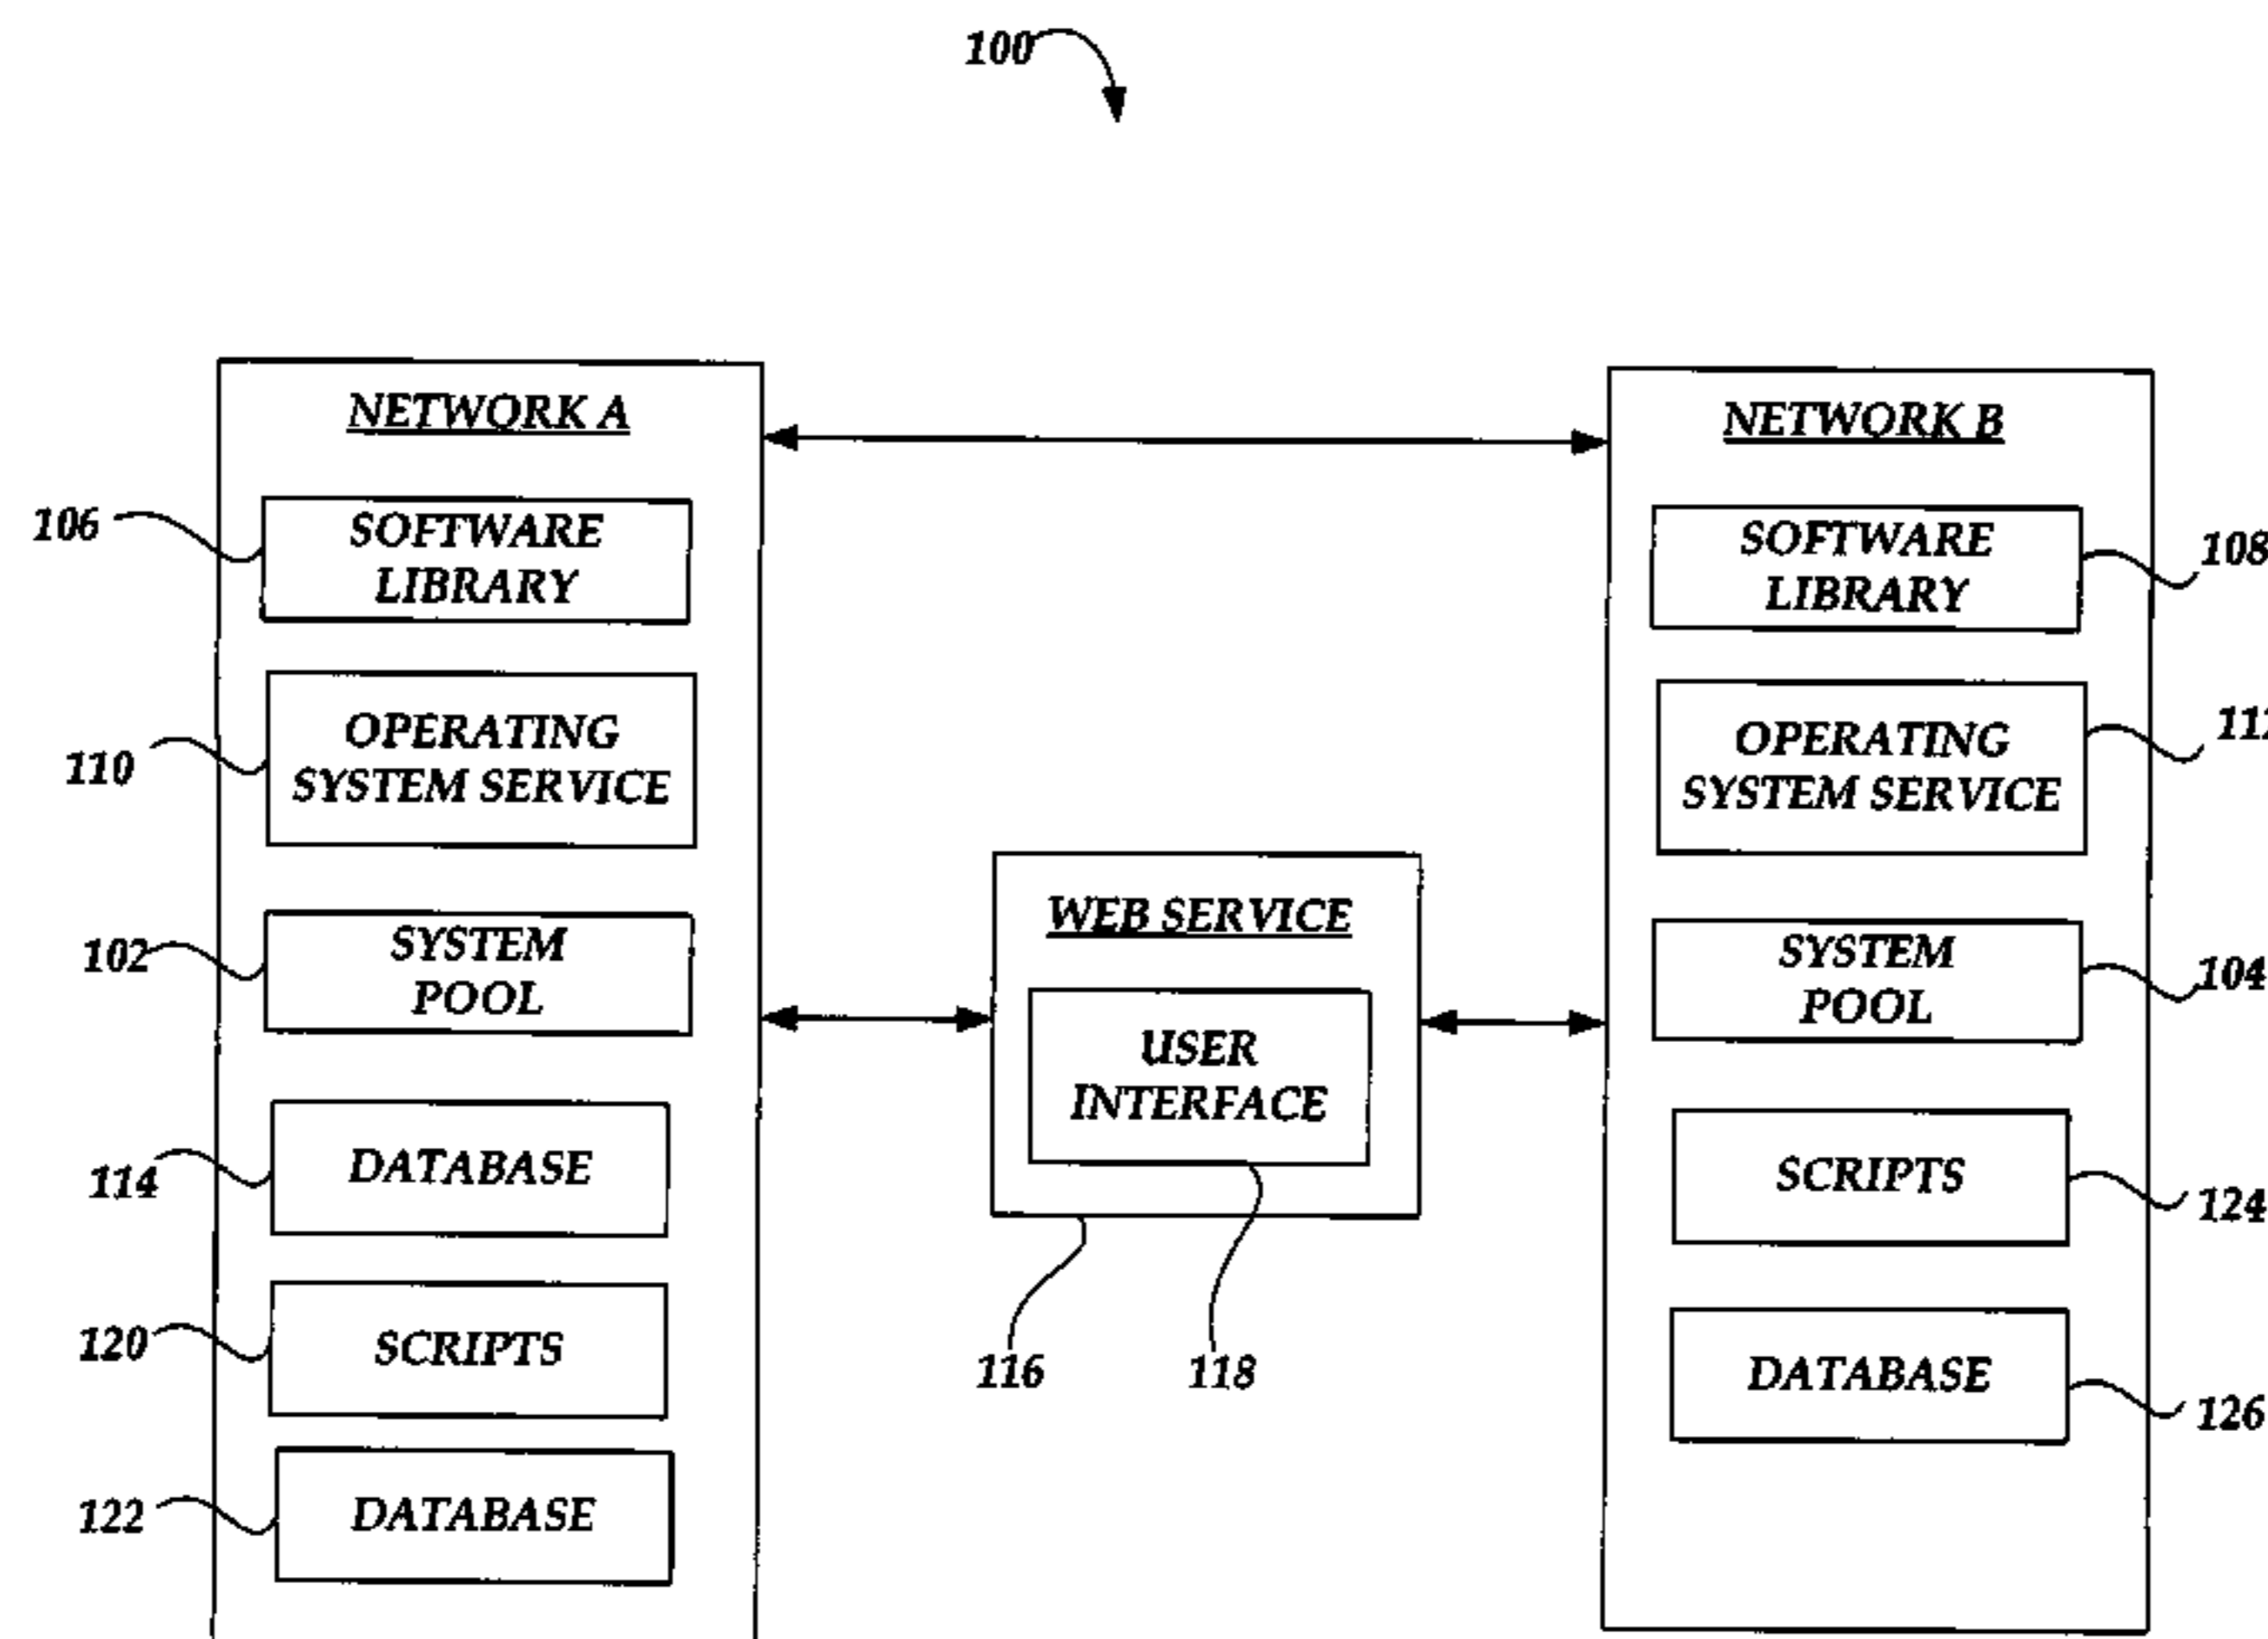 100
NETWORK A
106
SOFTWARE
LIBRARY
110
OPERATING
SYSTEM SERVICE
102
SYSTEM
POOL
114
DATABASE
120
SCRIPTS
122
DATABASE
WEB SERVICE
USER
INTERFACE
116
118
NETWORK B
SOFTWARE
LIBRARY
108
OPERATING
SYSTEM SERVICE
SYSTEM
POOL
104
SCRIPTS
124
DATABASE
126